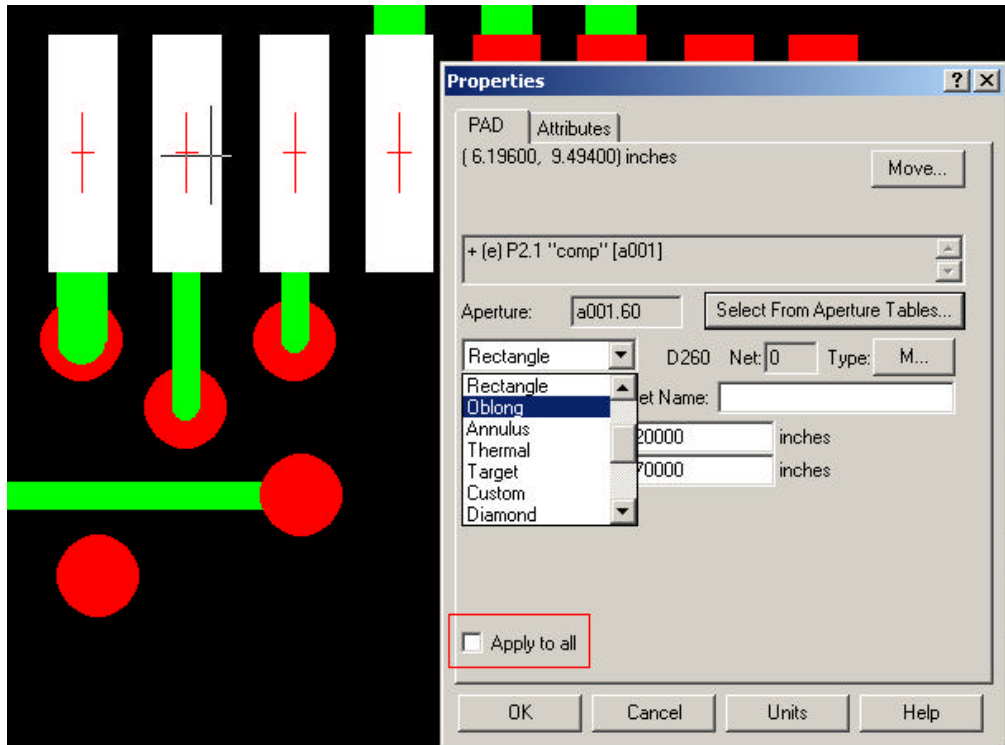 Properties
PAD Attributes
( 6.19600, 9.49400) inches
Move...
+ (e) P2.1 "comp" [a001]
Aperture: a001.60 Select From Aperture Tables...
Rectangle D260 Net: 0 Type: M...
Rectangle
Oblong et Name:
Annulus 20000 inches
Thermal
Target 70000 inches
Custom
Diamond
Apply to all
OK Cancel Units Help